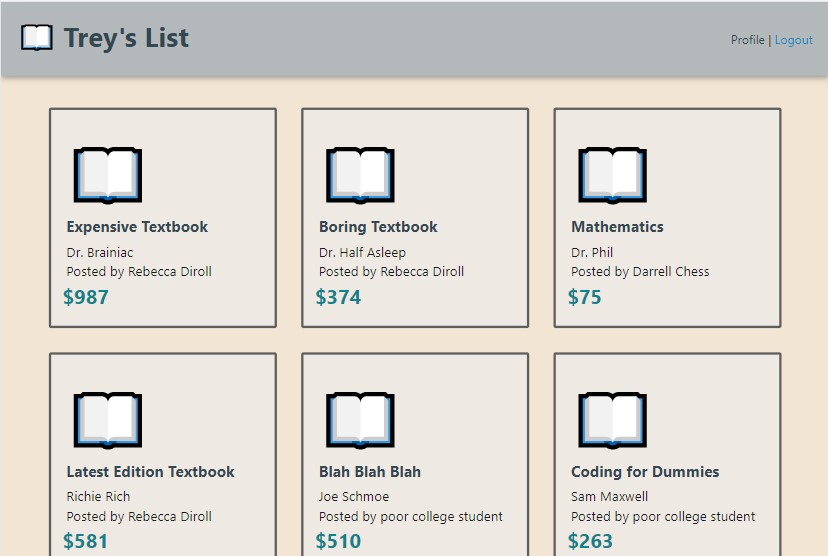 Trey's List
Profile | Logout
Expensive Textbook
Dr. Brainiac
Posted by Rebecca Diroll
$987
Boring Textbook
Dr. Half Asleep
Posted by Rebecca Diroll
$374
Mathematics
Dr. Phil
Posted by Darrell Chess
$75
Latest Edition Textbook
Richie Rich
Posted by Rebecca Diroll
$581
Blah Blah Blah
Joe Schmoe
Posted by poor college student
$510
Coding for Dummies
Sam Maxwell
Posted by poor college student
$263